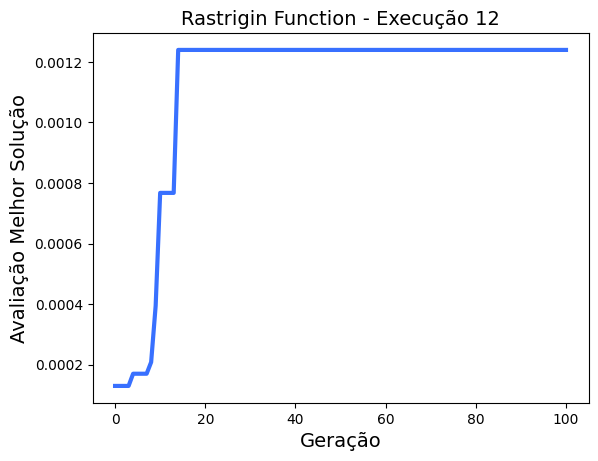 Rastrigin Function - Execução 12
Avaliação Melhor Solução
0.0012
0.0010
0.0008
0.0006
0.0004
0.0002
0 20 40 60 80 100
Geração